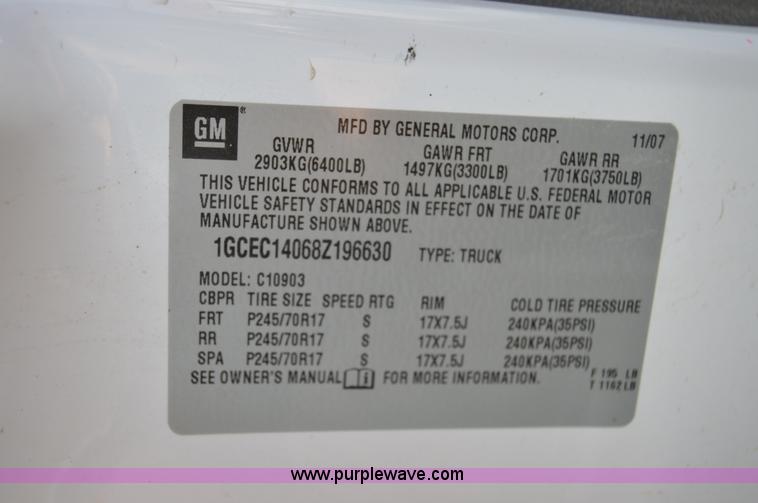 GM ® MFD BY GENERAL MOTORS CORP. 11/07
GVWR GAWR FRT GAWR RR
2903KG(6400LB) 1497KG(3300LB) 1701KG(3750LB)
THIS VEHICLE CONFORMS TO ALL APPLICABLE U.S. FEDERAL MOTOR
VEHICLE SAFETY STANDARDS IN EFFECT ON THE DATE OF
MANUFACTURE SHOWN ABOVE.
1GCEC14068Z196630 TYPE: TRUCK
MODEL: C10903
CBPR TIRE SIZE SPEED RTG RIM COLD TIRE PRESSURE
FRT P245/70R17 S 17X7.5J 240KPA(35PSI)
RR P245/70R17 S 17X7.5J 240KPA(35PSI)
SPA P245/70R17 S 17X7.5J 240KPA(35PSI)
SEE OWNER'S MANUAL i FOR MORE INFORMATION.
F 195 LB
T 1162 LB
www.purplewave.com